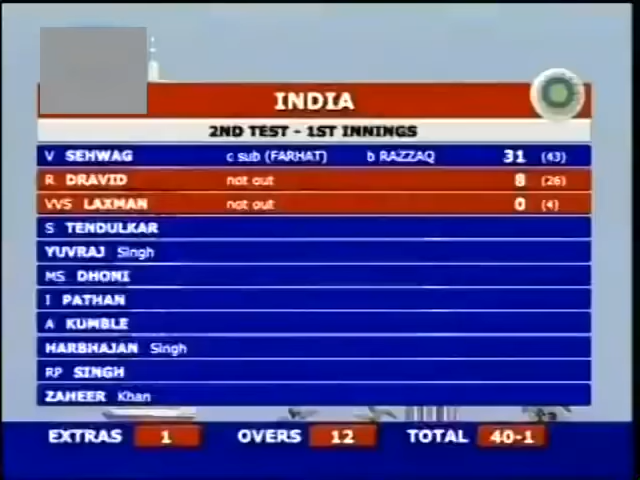 INDIA
2ND TEST - 1ST INNINGS
V SEHWAG c sub (FARHAT) b RAZZAQ 31 (43)
R DRAVID not out 8 (26)
VVS LAXMAN not out 0 (4)
S TENDULKAR
YUVRAJ Singh
MS DHONI
I PATHAN
A KUMBLE
HARBHAJAN Singh
RP SINGH
ZAHEER Khan
EXTRAS 1 OVERS 12 TOTAL 40-1